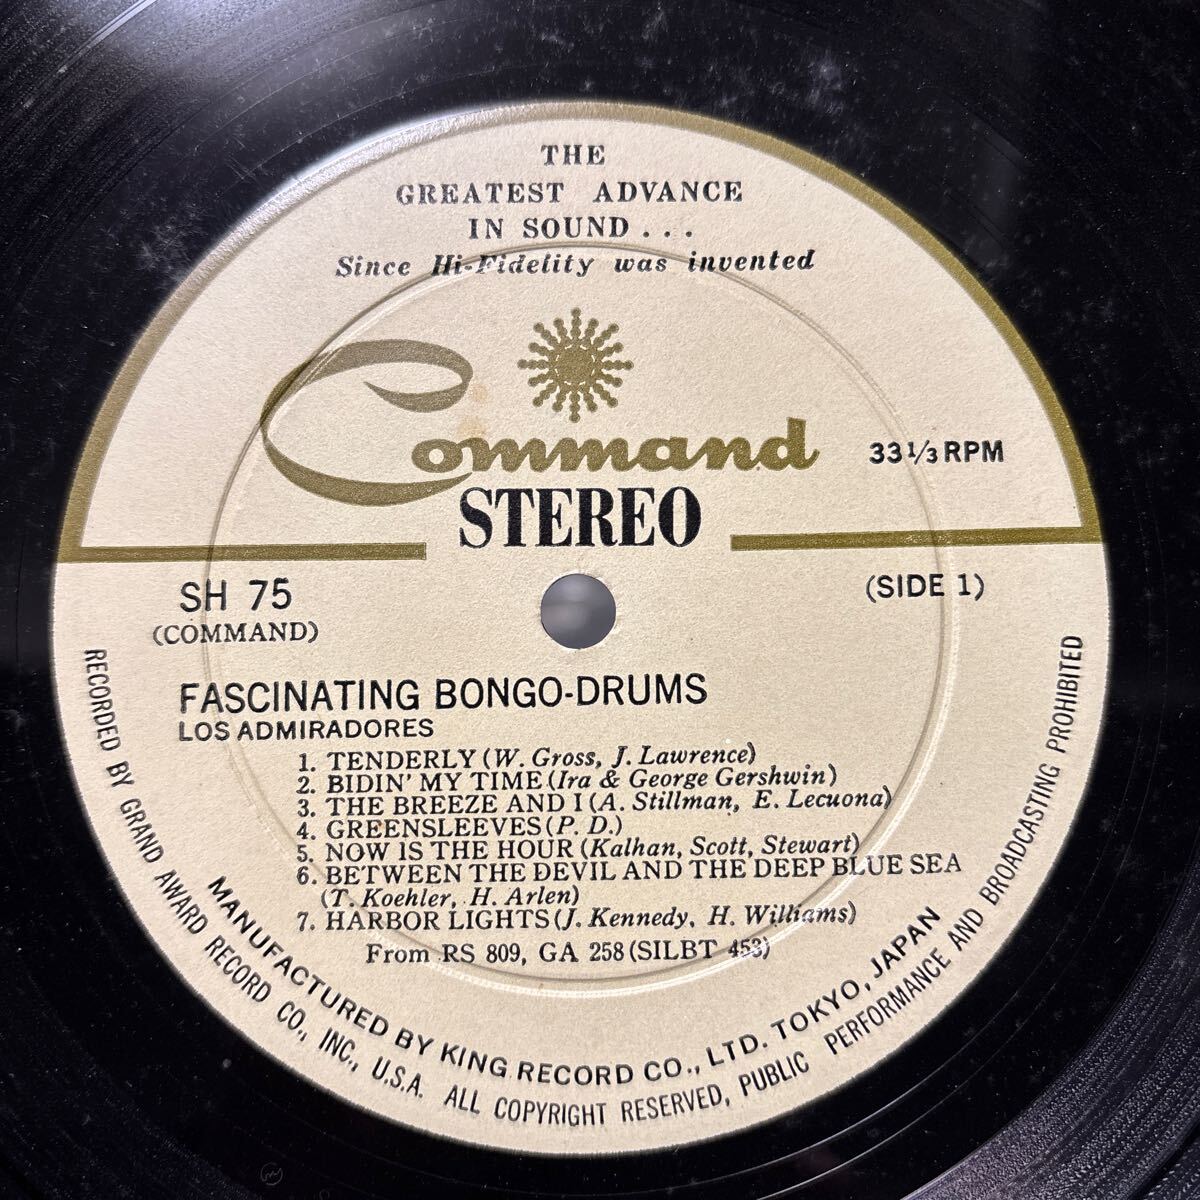 THE
GREATEST ADVANCE
IN SOUND...
Since Hi-Fidelity was invented
Command
STEREO
33 1/3 RPM
SH 75
(COMMAND)
(SIDE 1)
FASCINATING BONGO-DRUMS
LOS ADMIRADORES
1. TENDERLY (W. Gross, J. Lawrence)
2. BIDIN' MY TIME (Ira & George Gershwin)
3. THE BREEZE AND I (A. Stillman, E. Lecuona)
4. GREENSLEEVES (P. D.)
5. NOW IS THE HOUR (Kalhan, Scott, Stewart)
6. BETWEEN THE DEVIL AND THE DEEP BLUE SEA
(T. Koehler, H. Arlen)
7. HARBOR LIGHTS (J. Kennedy, H. Williams)
From RS 809, GA 258 (SILBT 453)
MANUFACTURED BY KING RECORD CO., LTD. TOKYO, JAPAN
RECORDED BY GRAND AWARD RECORD CO., INC., U.S.A. ALL COPYRIGHT RESERVED, PUBLIC PERFORMANCE AND BROADCASTING PROHIBITED